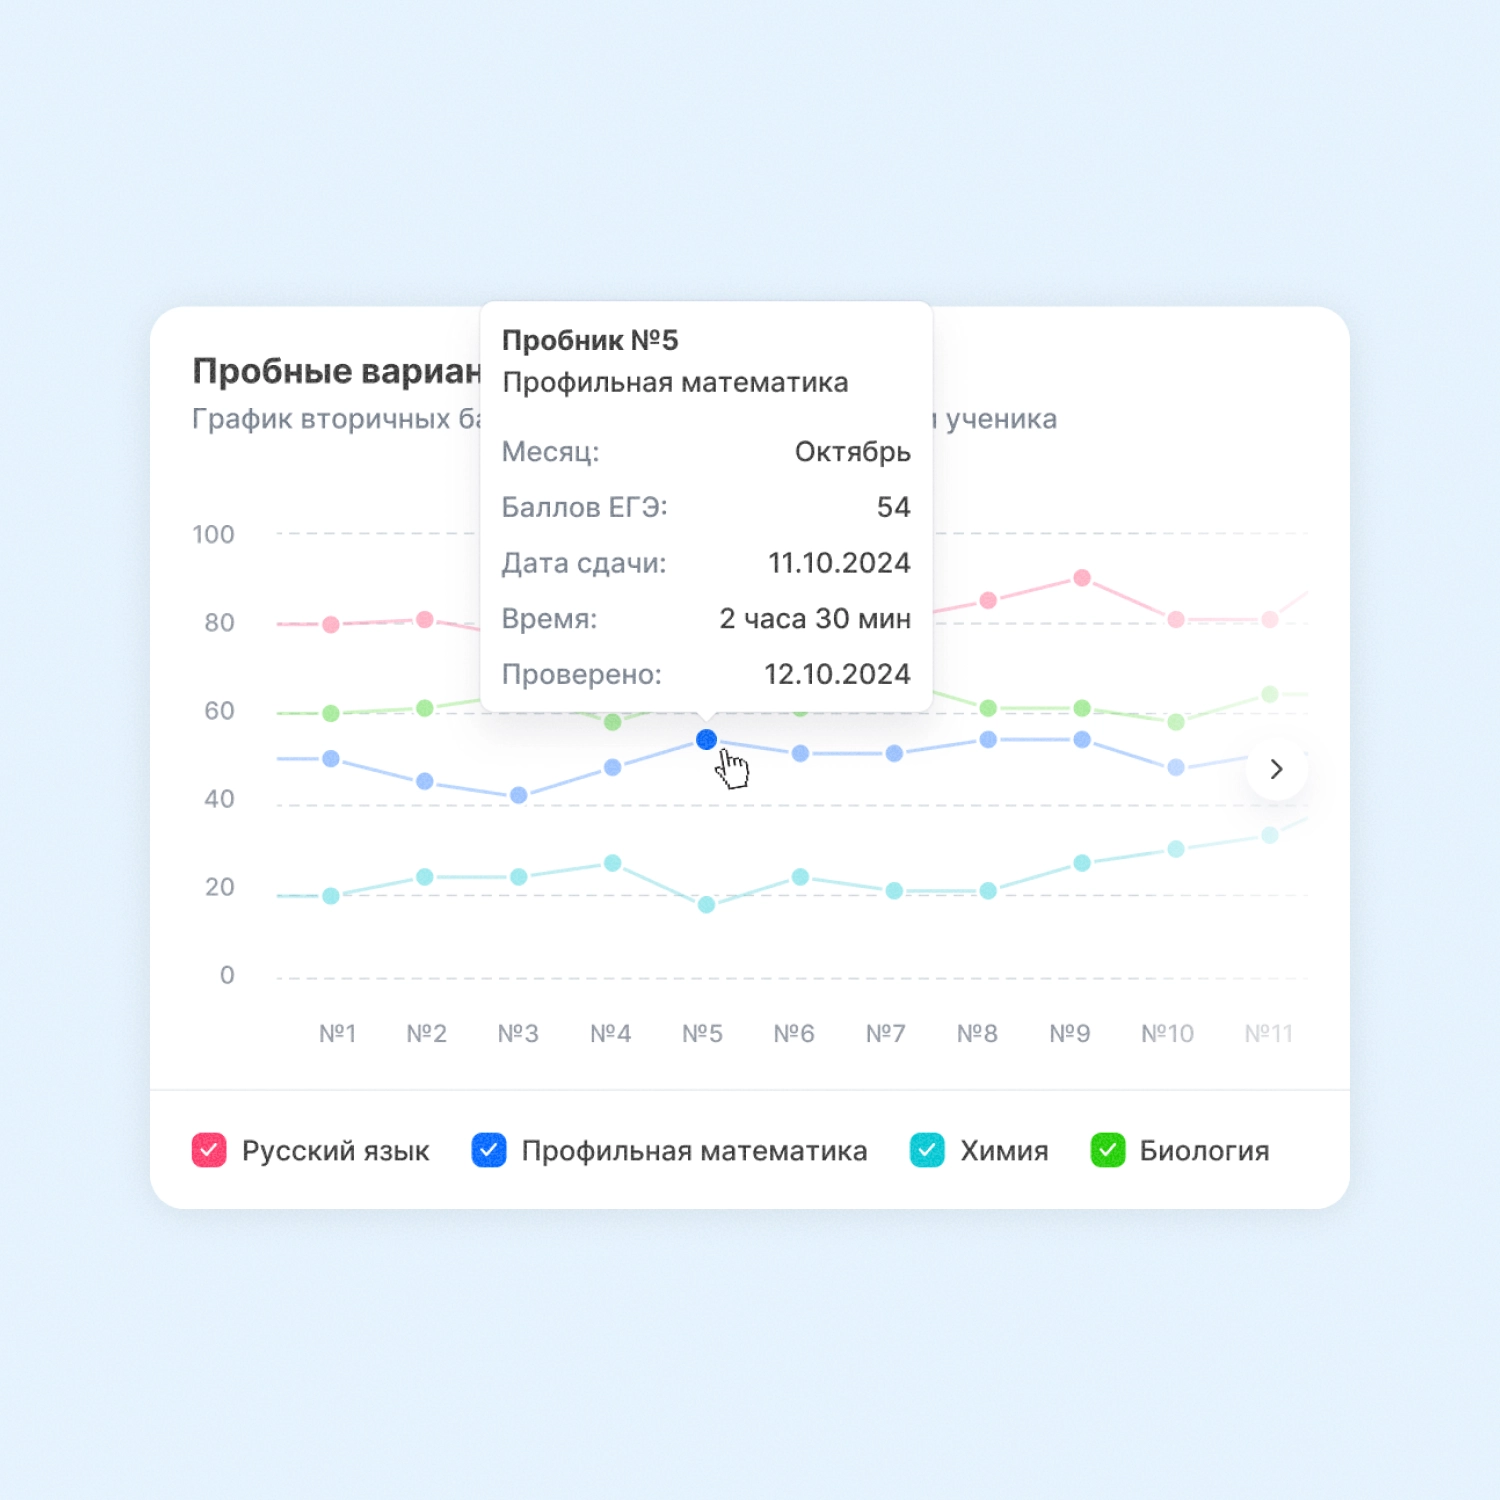 Пробник №5
Профильная математика
Месяц: Октябрь
Баллов ЕГЭ: 54
Дата сдачи: 11.10.2024
Время: 2 часа 30 мин
Проверено: 12.10.2024
Пробные
График вторичных ученика
100
80
60
40
20
0
№1 №2 №3 №4 №5 №6 №7 №8 №9 №10 №11
Русский язык Профильная математика Химия Биология